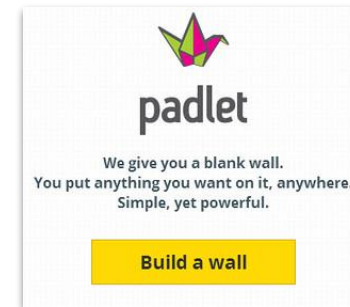 padlet
We give you a blank wall.
You put anything you want on it, anywhere.
Simple, yet powerful.
Build a wall